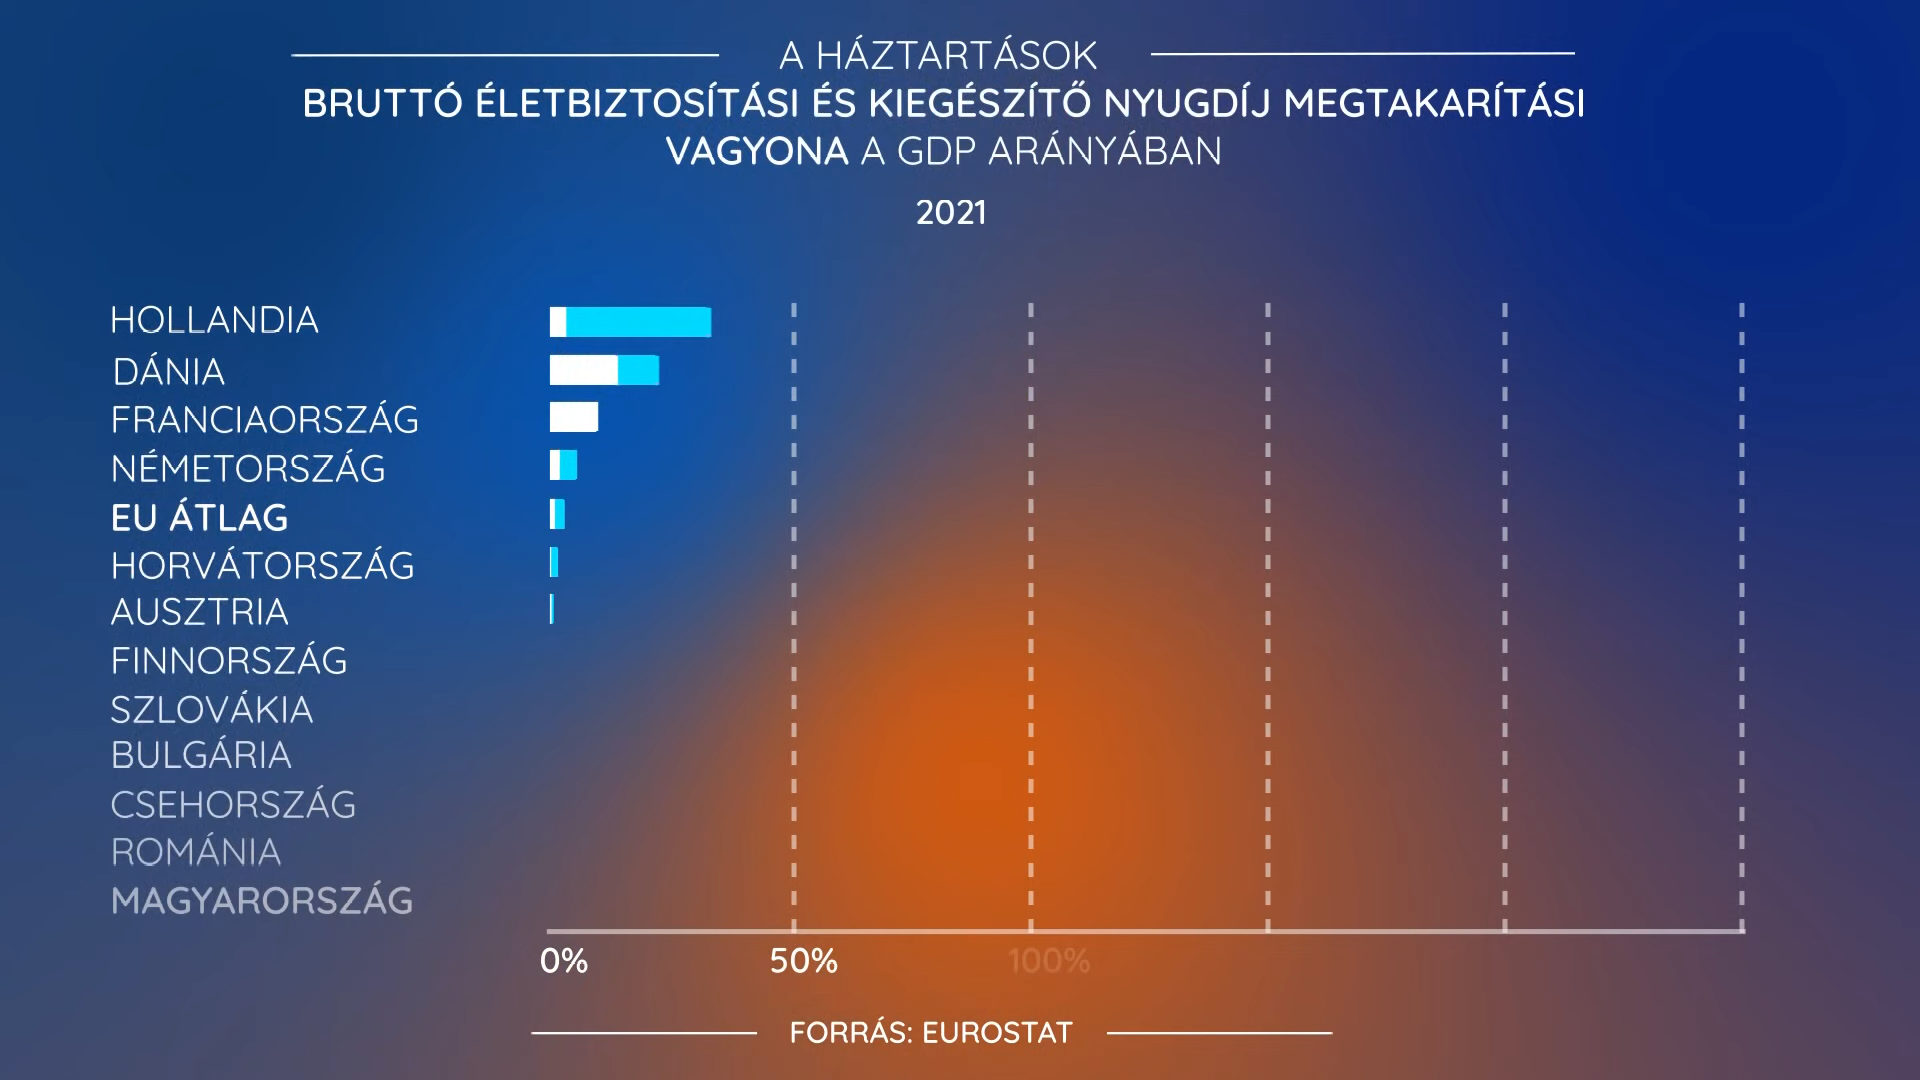 A HÁZTARTÁSOK
BRUTTÓ ÉLETBIZTOSÍTÁSI ÉS KIEGÉSZÍTŐ NYUGDÍJ MEGTAKARÍTÁSI
VAGYONA A GDP ARÁNYÁBAN
2021
HOLLANDIA
DÁNIA
FRANCIAORSZÁG
NÉMETORSZÁG
EU ÁTLAG
HORVÁTORSZÁG
AUSZTRIA
FINNORSZÁG
SZLOVÁKIA
BULGÁRIA
CSEHORSZÁG
ROMÁNIA
MAGYARORSZÁG
0% 50% 100%
FORRÁS: EUROSTAT